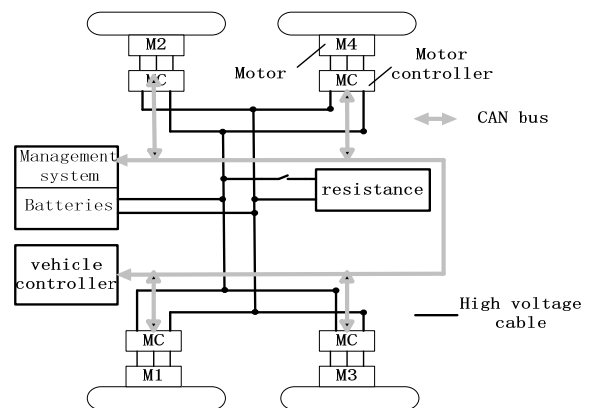 M2
M4
Motor
MC
MC
Motor
controller
CAN bus
Management
system
Batteries
resistance
vehicle
controller
High voltage
cable
MC
MC
M1
M3